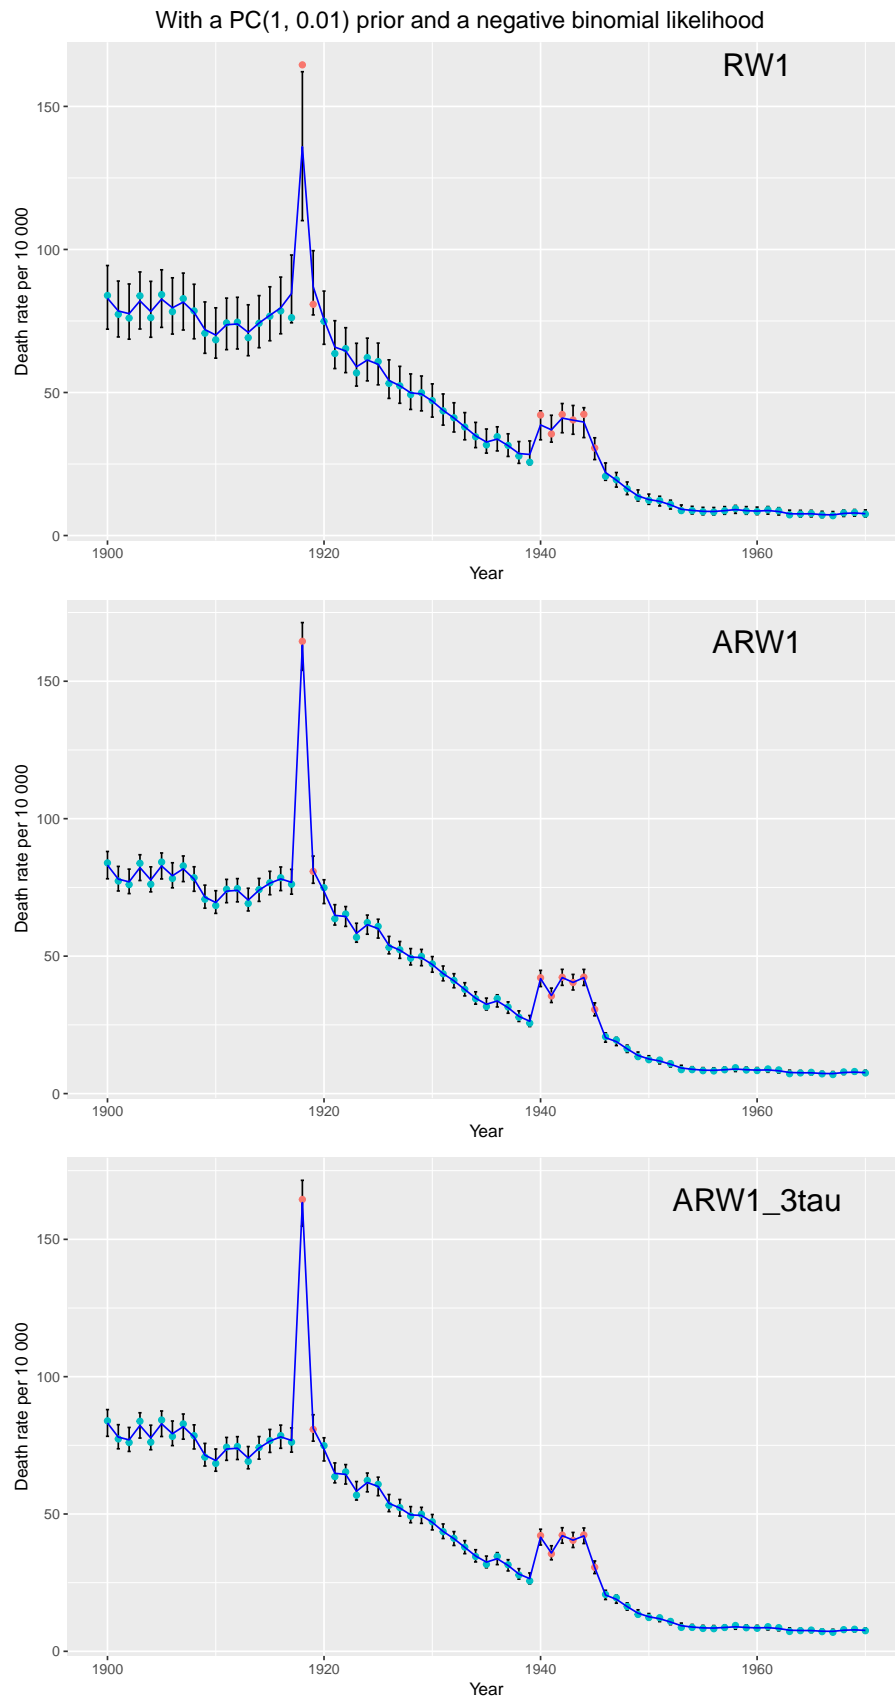 With a PC(1, 0.01) prior and a negative binomial likelihood
RW1
150
100
50
0
Death rate per 10 000
1900
1920
1940
1960
Year
ARW1
150
100
50
0
Death rate per 10 000
1900
1920
1940
1960
Year
ARW1_3tau
150
100
50
0
Death rate per 10 000
1900
1920
1940
1960
Year